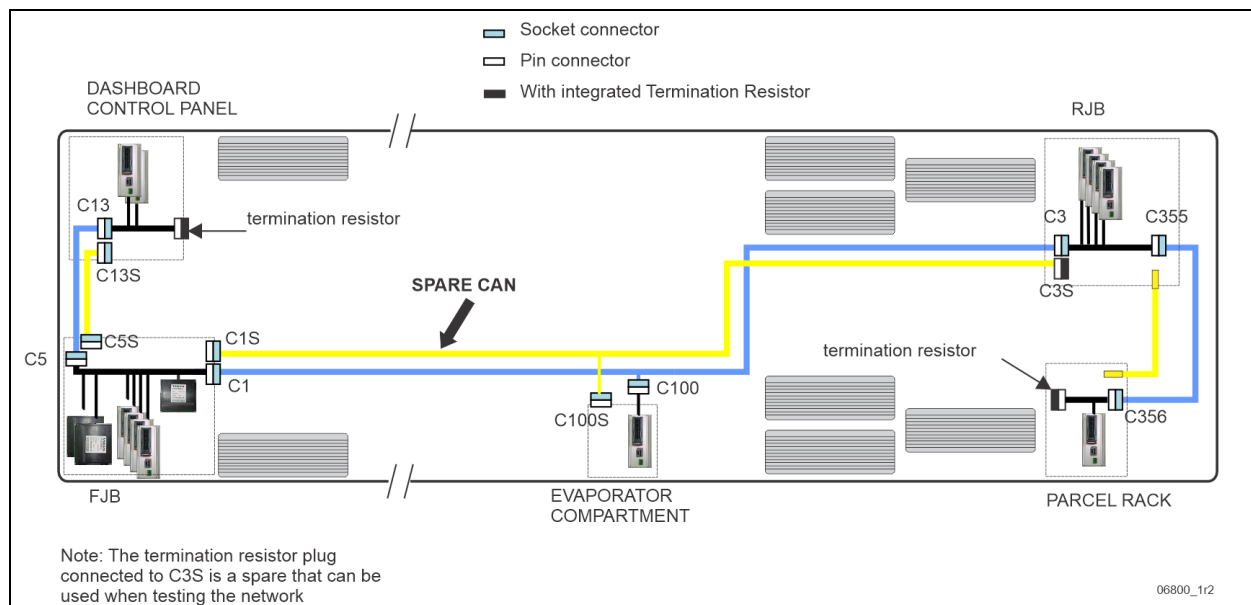 Socket connector
Pin connector
With integrated Termination Resistor
DASHBOARD
CONTROL PANEL
RJB
C13
termination resistor
C3
C355
C13S
SPARE CAN
C3S
C5S
C1S
C5
C1
termination resistor
C100
C100S
C356
FJB
EVAPORATOR
COMPARTMENT
PARCEL RACK
Note: The termination resistor plug
connected to C3S is a spare that can be
used when testing the network
06800_1r2